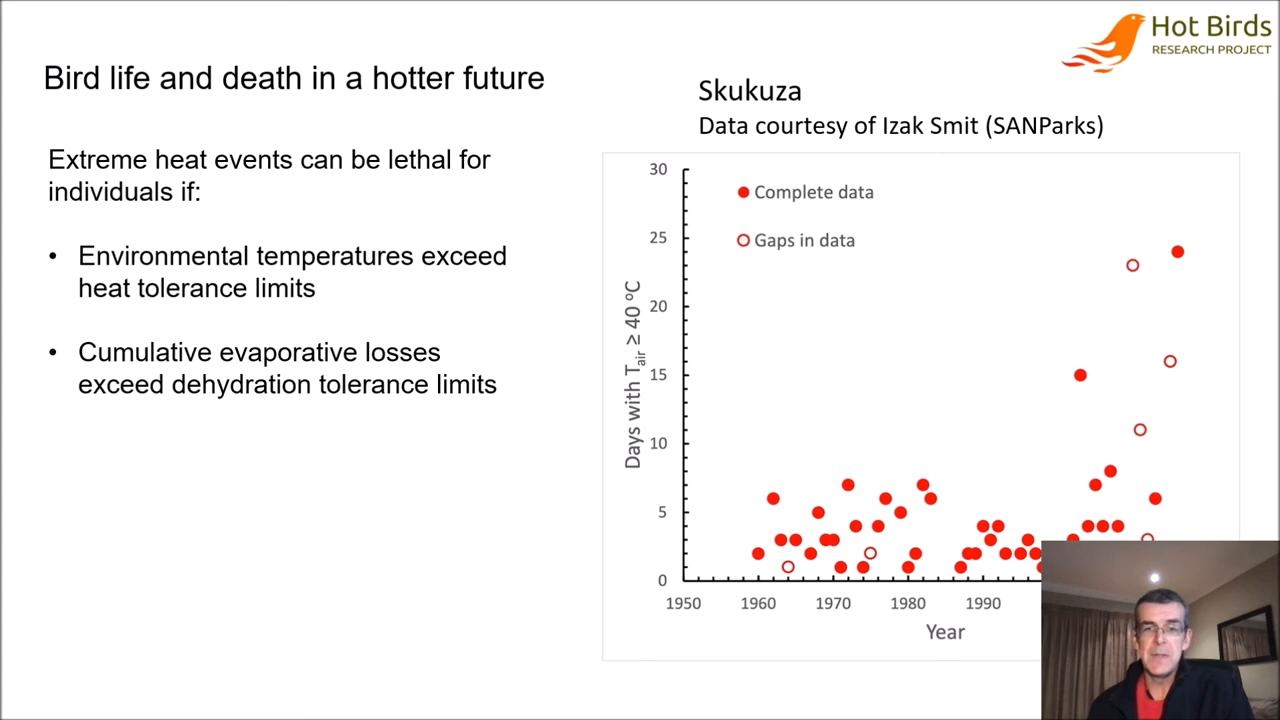 Hot Birds
RESEARCH PROJECT
Bird life and death in a hotter future
Extreme heat events can be lethal for
individuals if:
• Environmental temperatures exceed
heat tolerance limits
• Cumulative evaporative losses
exceed dehydration tolerance limits
Skukuza
Data courtesy of Izak Smit (SANParks)
Complete data
Gaps in data
Days with Tair ≥ 40 °C
30
25
20
15
10
5
0
1950 1960 1970 1980 1990
Year